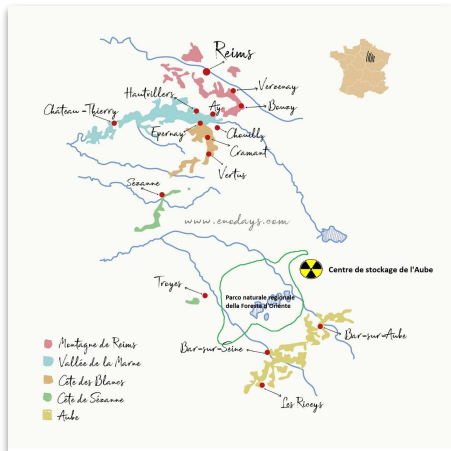 Reims
Verzenay
Hautvillers
Bouzy
Château-Thierry
Aÿ
Epernay
Chouilly
Cramant
Vertus
Sézanne
www.enodays.com
Centre de stockage de l'Aube
Troyes
Parco naturale regionale
della Foresta d'Oriente
Bar-sur-Aube
Bar-sur-Seine
Les Riceys
Montagne de Reims
Vallée de la Marne
Côte des Blancs
Côte de Sézanne
Aube